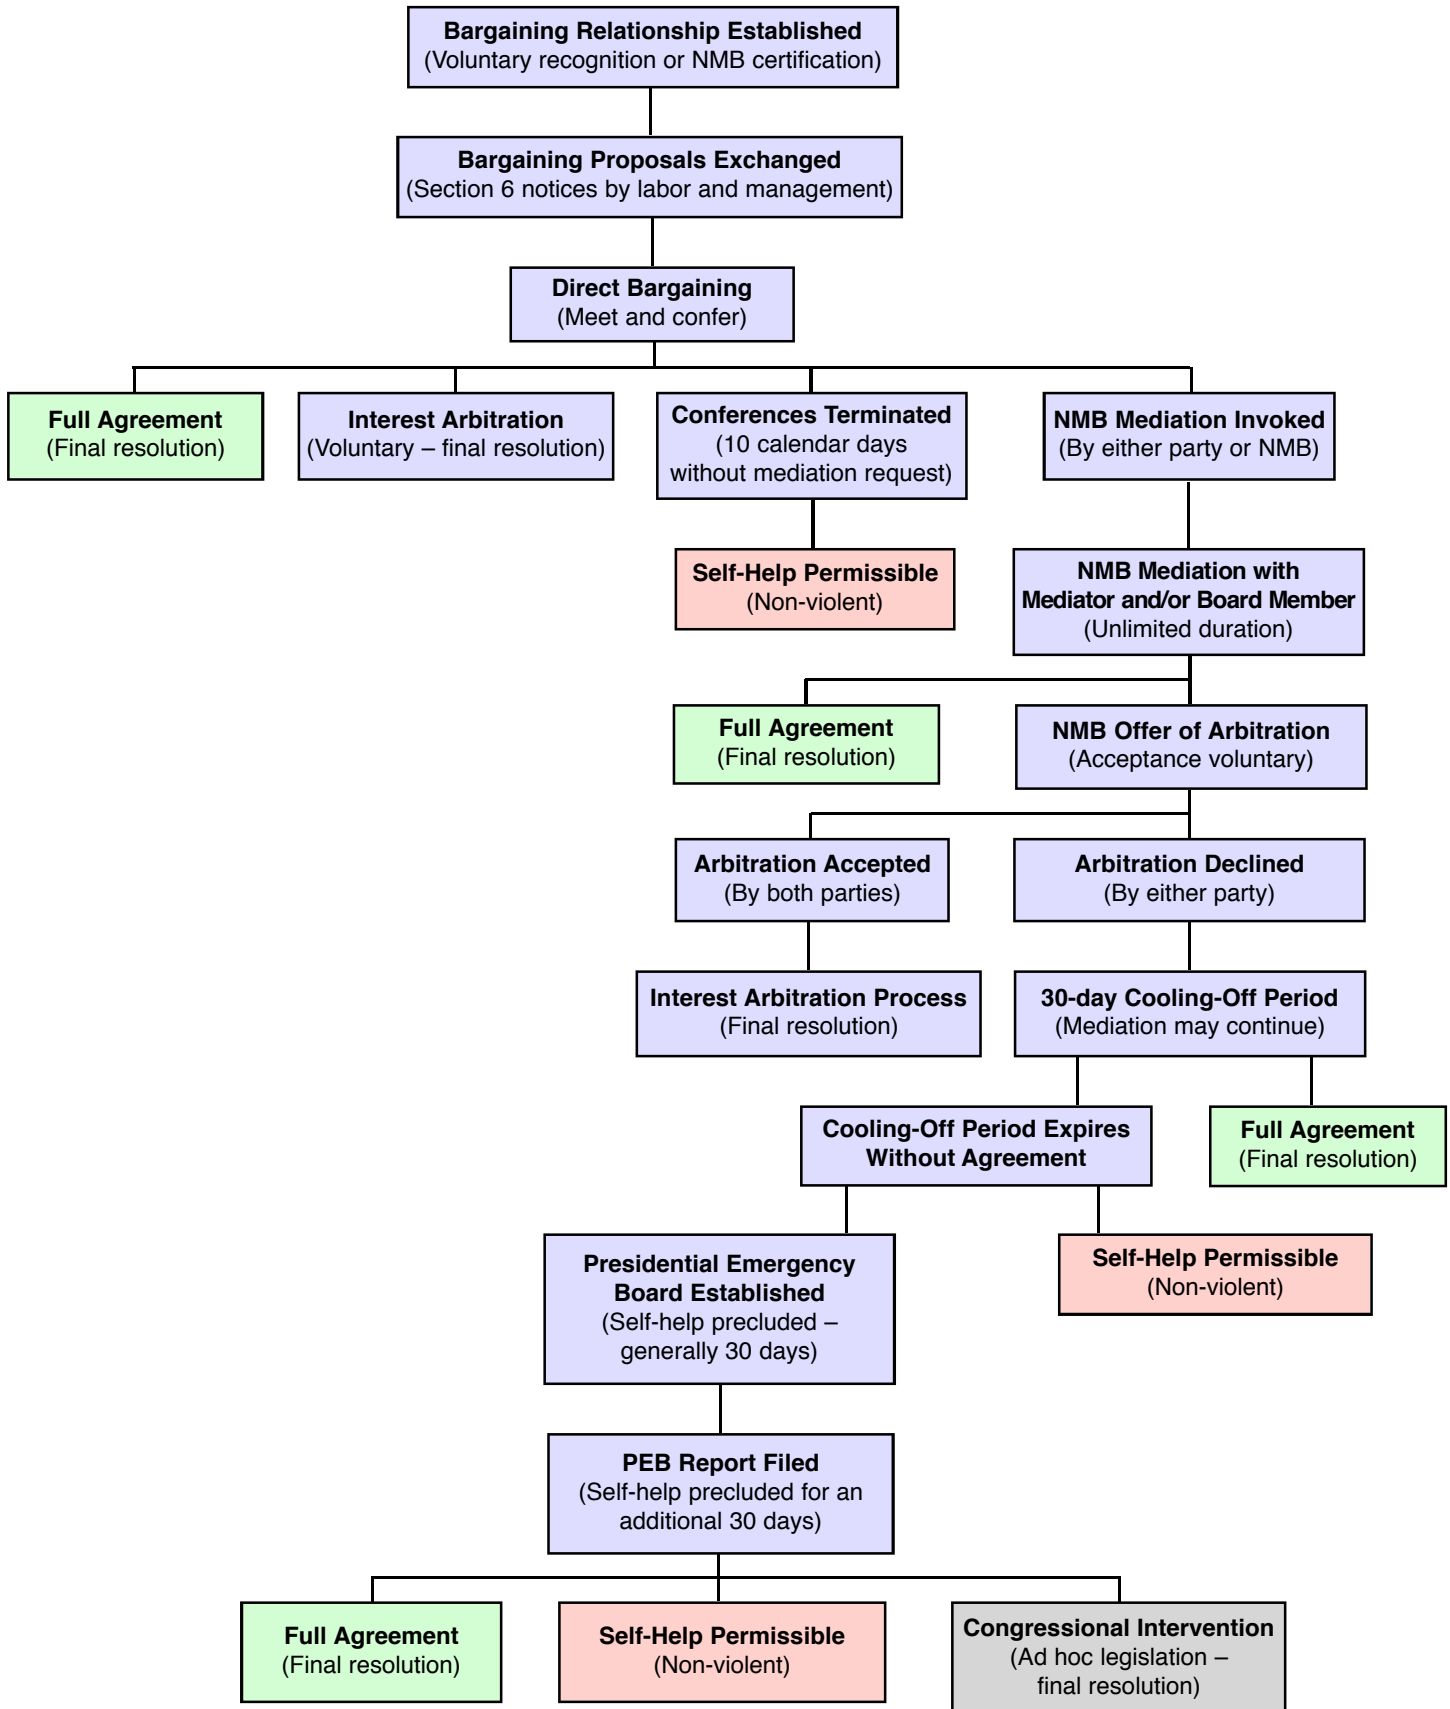 Bargaining Relationship Established
(Voluntary recognition or NMB certification)
Bargaining Proposals Exchanged
(Section 6 notices by labor and management)
Direct Bargaining
(Meet and confer)
Full Agreement
(Final resolution)
Interest Arbitration
(Voluntary – final resolution)
Conferences Terminated
(10 calendar days
without mediation request)
NMB Mediation Invoked
(By either party or NMB)
Self-Help Permissible
(Non-violent)
NMB Mediation with
Mediator and/or Board Member
(Unlimited duration)
Full Agreement
(Final resolution)
NMB Offer of Arbitration
(Acceptance voluntary)
Arbitration Accepted
(By both parties)
Arbitration Declined
(By either party)
Interest Arbitration Process
(Final resolution)
30-day Cooling-Off Period
(Mediation may continue)
Cooling-Off Period Expires
Without Agreement
Full Agreement
(Final resolution)
Presidential Emergency
Board Established
(Self-help precluded –
generally 30 days)
Self-Help Permissible
(Non-violent)
PEB Report Filed
(Self-help precluded for an
additional 30 days)
Full Agreement
(Final resolution)
Self-Help Permissible
(Non-violent)
Congressional Intervention
(Ad hoc legislation –
final resolution)